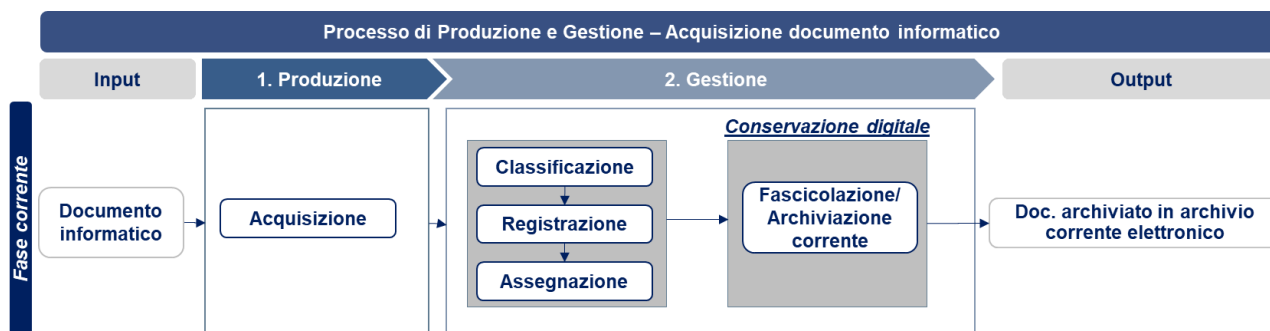 Processo di Produzione e Gestione – Acquisizione documento informatico
Input
1. Produzione
2. Gestione
Output
Fase corrente
Documento
informatico
Acquisizione
Classificazione
Registrazione
Assegnazione
Conservazione digitale
Fascicolazione/
Archiviazione
corrente
Doc. archiviato in archivio
corrente elettronico